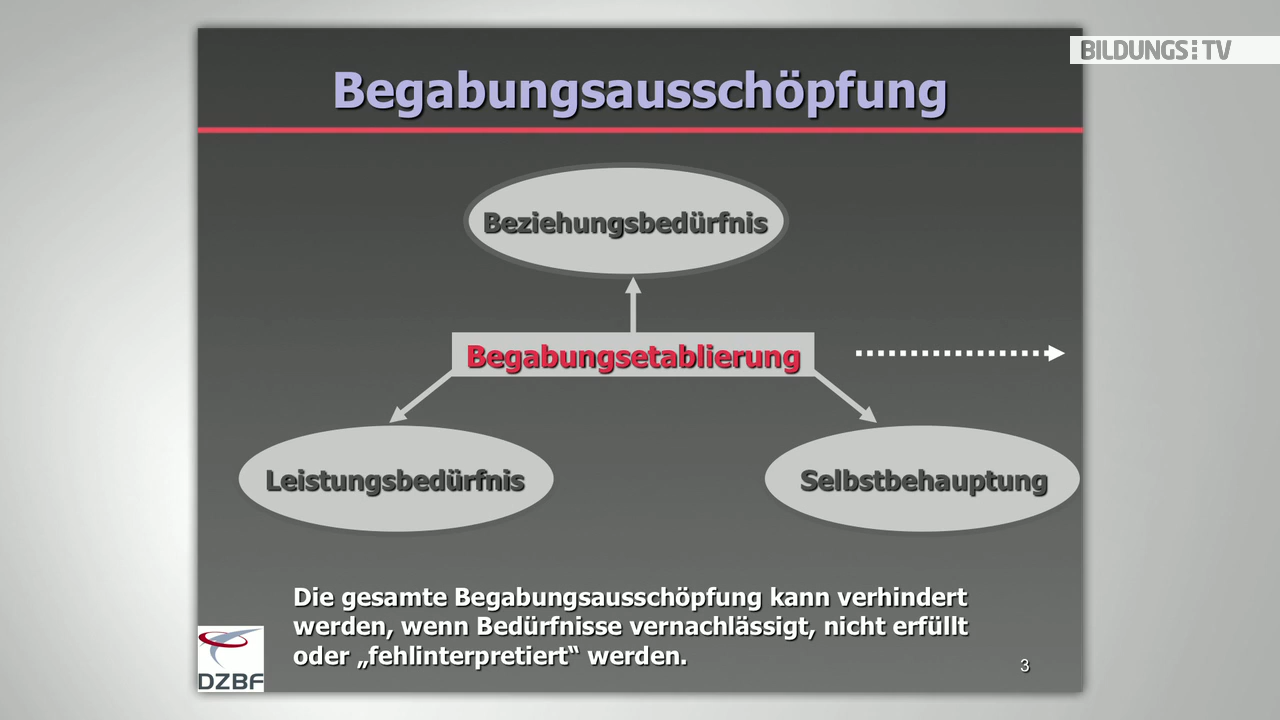 BILDUNGS TV
Begabungsausschöpfung
Beziehungsbedürfnis
Begabungsetablierung
Leistungsbedürfnis
Selbstbehauptung
Die gesamte Begabungsausschöpfung kann verhindert
werden, wenn Bedürfnisse vernachlässigt, nicht erfüllt
oder „fehlinterpretiert“ werden.
DZBF
3